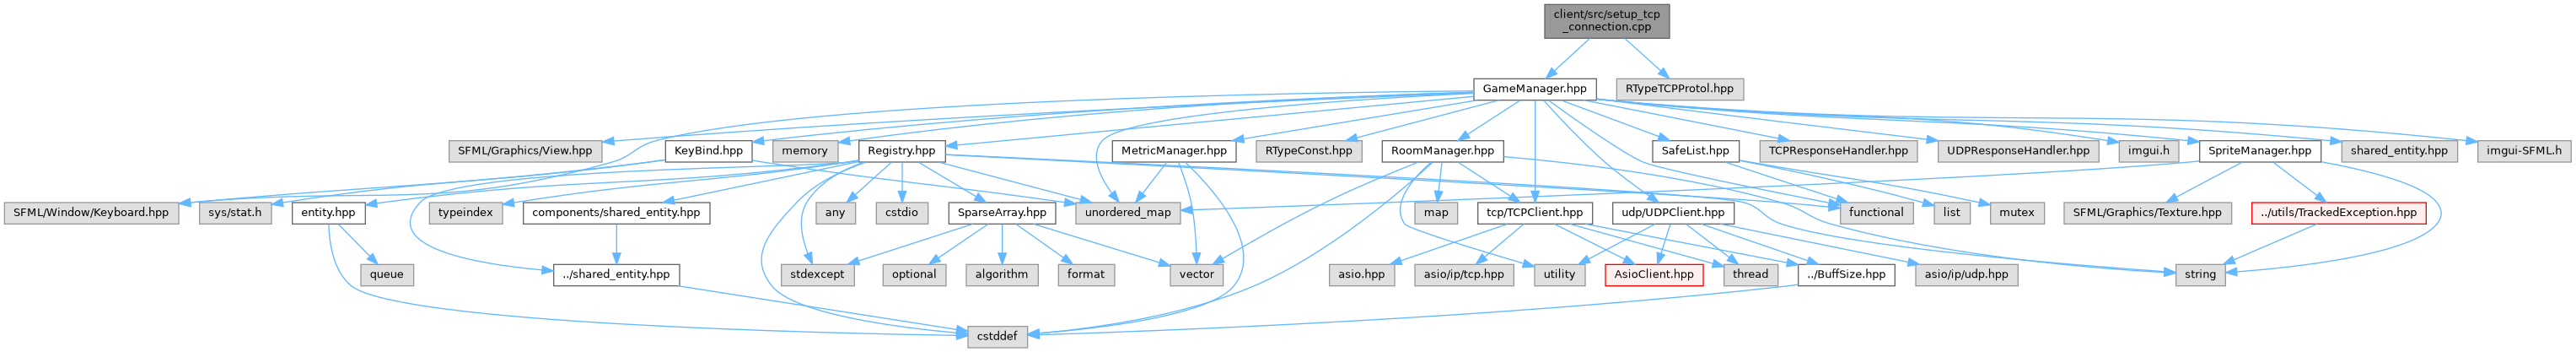 client/src/setup_tcp
_connection.cpp
GameManager.hpp
RTypeTCPProtol.hpp
SFML/Graphics/View.hpp
KeyBind.hpp
memory
Registry.hpp
MetricManager.hpp
RTypeConst.hpp
RoomManager.hpp
SafeList.hpp
TCPResponseHandler.hpp
UDPResponseHandler.hpp
imgui.h
SpriteManager.hpp
shared_entity.hpp
imgui-SFML.h
SFML/Window/Keyboard.hpp
sys/stat.h
entity.hpp
typeindex
components/shared_entity.hpp
any
cstdio
SparseArray.hpp
unordered_map
map
tcp/TCPClient.hpp
udp/UDPClient.hpp
functional
list
mutex
SFML/Graphics/Texture.hpp
../utils/TrackedException.hpp
queue
../shared_entity.hpp
stdexcept
optional
algorithm
format
vector
asio.hpp
asio/ip/tcp.hpp
utility
AsioClient.hpp
thread
../BuffSize.hpp
asio/ip/udp.hpp
string
cstddef